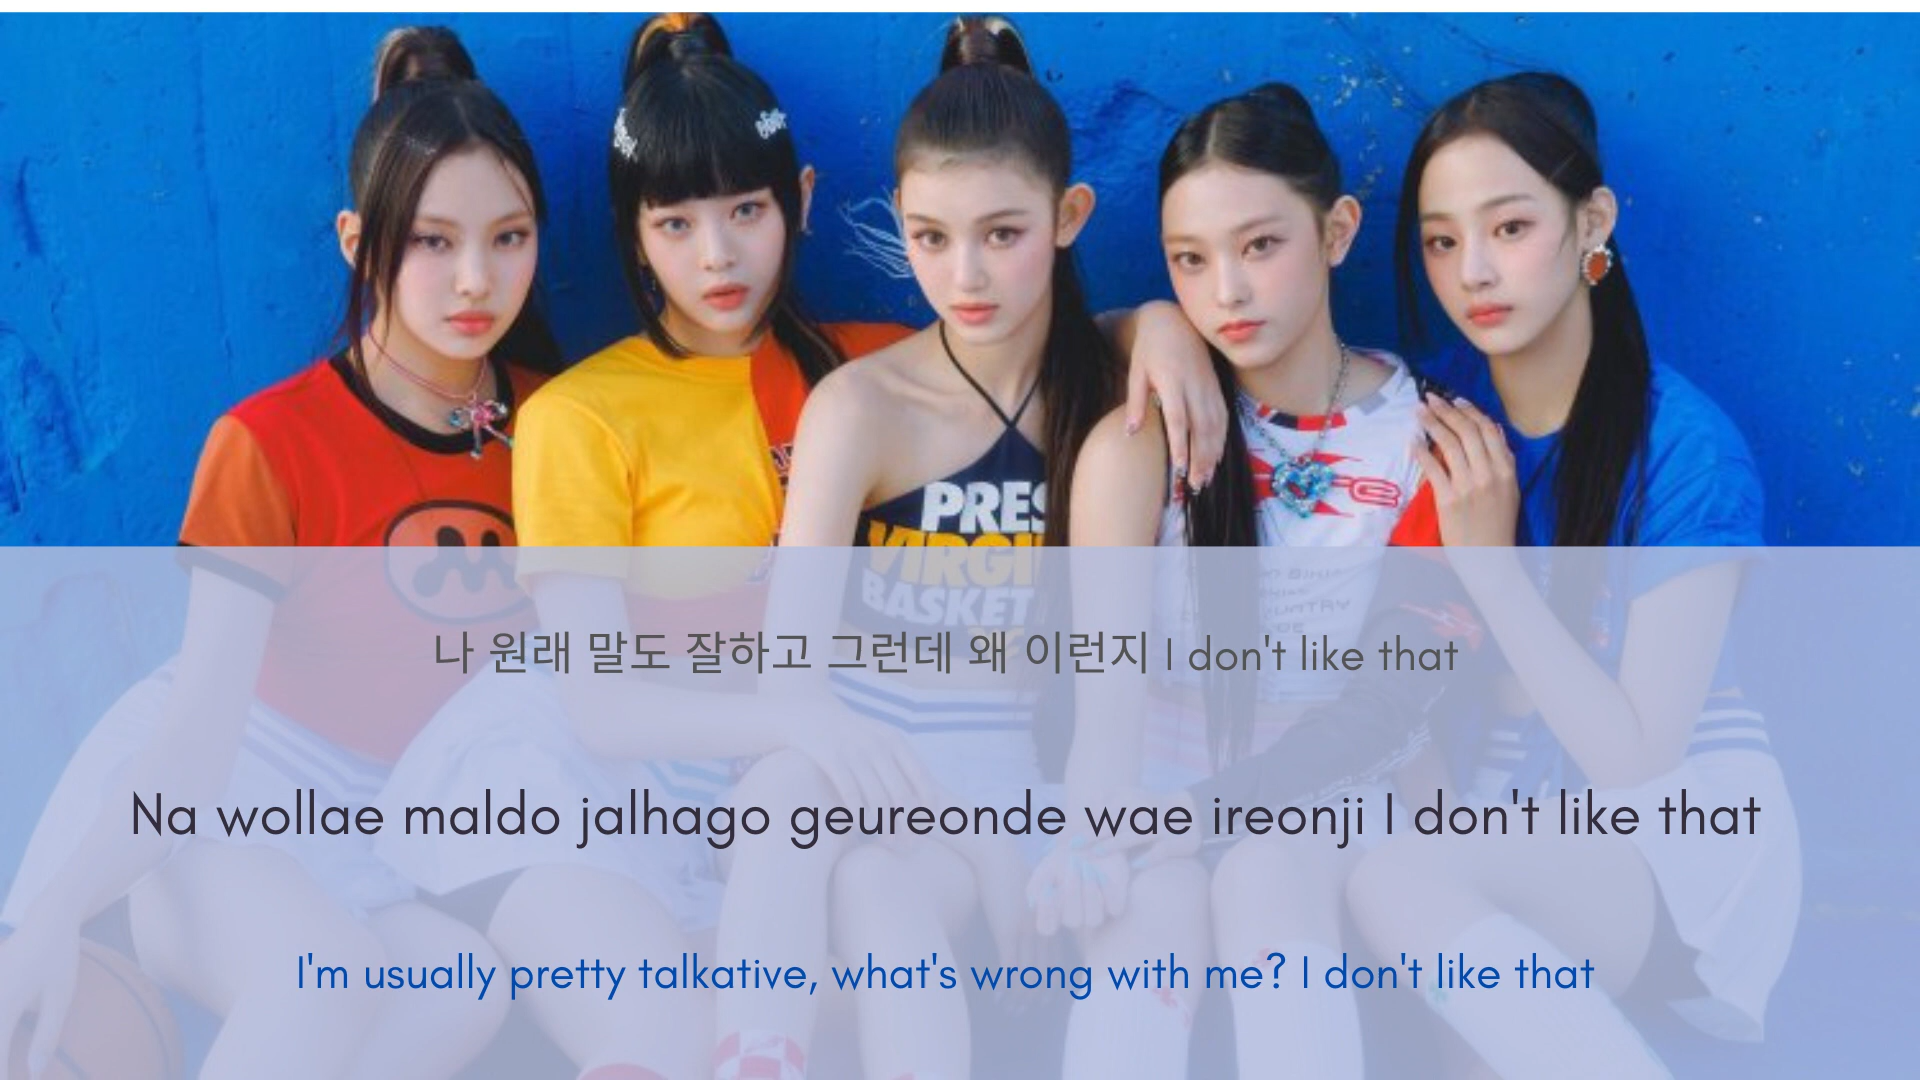 PRES
VIRGI
BASKET
나 원래 말도 잘하고 그런데 왜 이런지 I don't like that
Na wollae maldo jalhago geureonde wae ireonji I don't like that
I'm usually pretty talkative, what's wrong with me? I don't like that